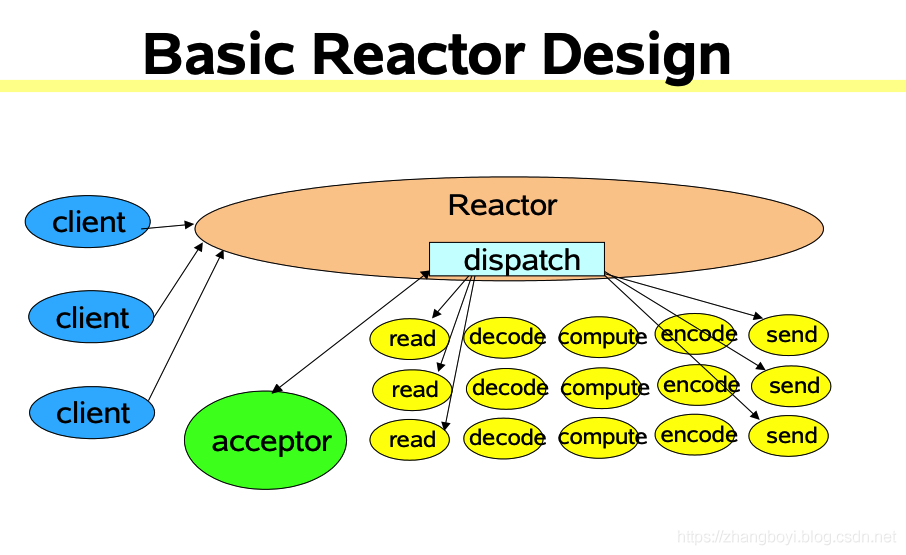 Basic Reactor Design
Reactor
client
dispatch
client
client
acceptor
read decode compute encode send
read decode compute encode send
read decode compute encode send
https://zhangboyi.blog.csdn.net